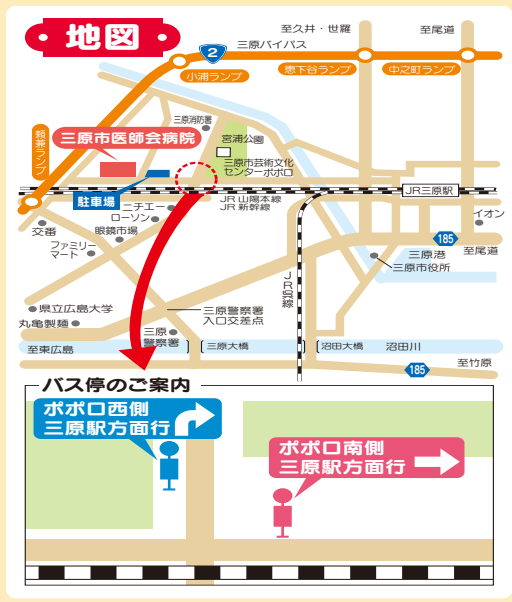 地図
至久井・世羅
至尾道
2
三原バイパス
小浦ランプ
恵下谷ランプ
中之町ランプ
頼兼ランプ
三原消防署
宮浦公園
三原市医師会病院
三原市芸術文化
センターポポロ
駐車場
JR三原駅
ニチエー
ローソン
JR山陽本線
JR新幹線
イオン
交番
眼鏡市場
185
ファミリー
マート
三原港
至尾道
三原市役所
JR呉線
県立広島大学
三原警察署
入口交差点
丸亀製麺
三原
警察署
至東広島
三原大橋
沼田大橋
沼田川
至竹原
185
バス停のご案内
ポポロ西側
三原駅方面行
ポポロ南側
三原駅方面行